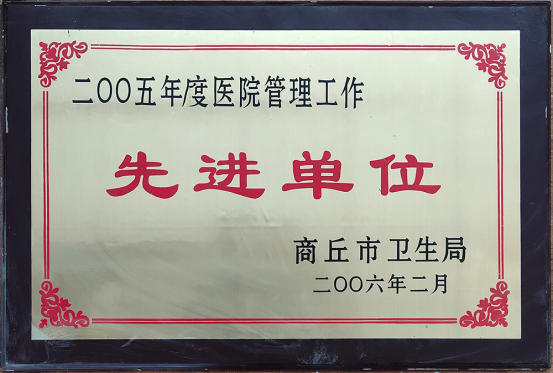 二〇〇五年度医院管理工作
先进单位
商丘市卫生局
二〇〇六年二月